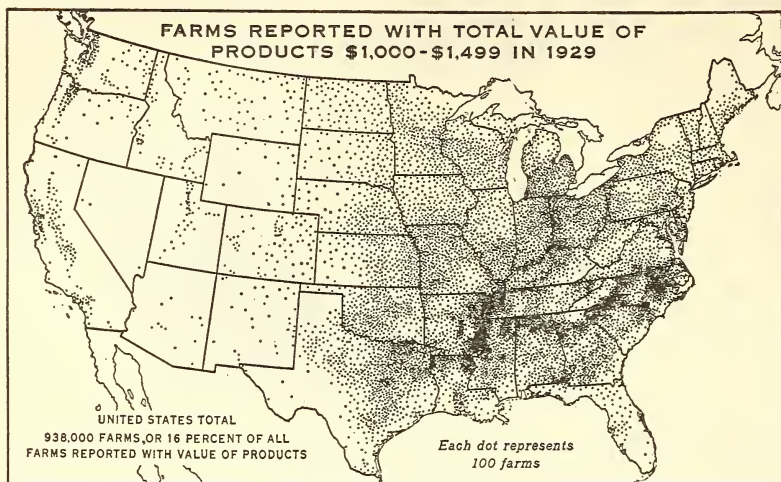 FARMS REPORTED WITH TOTAL VALUE OF
PRODUCTS $1,000-$1,499 IN 1929
UNITED STATES TOTAL
938,000 FARMS, OR 16 PERCENT OF ALL
FARMS REPORTED WITH VALUE OF PRODUCTS
Each dot represents
100 farms